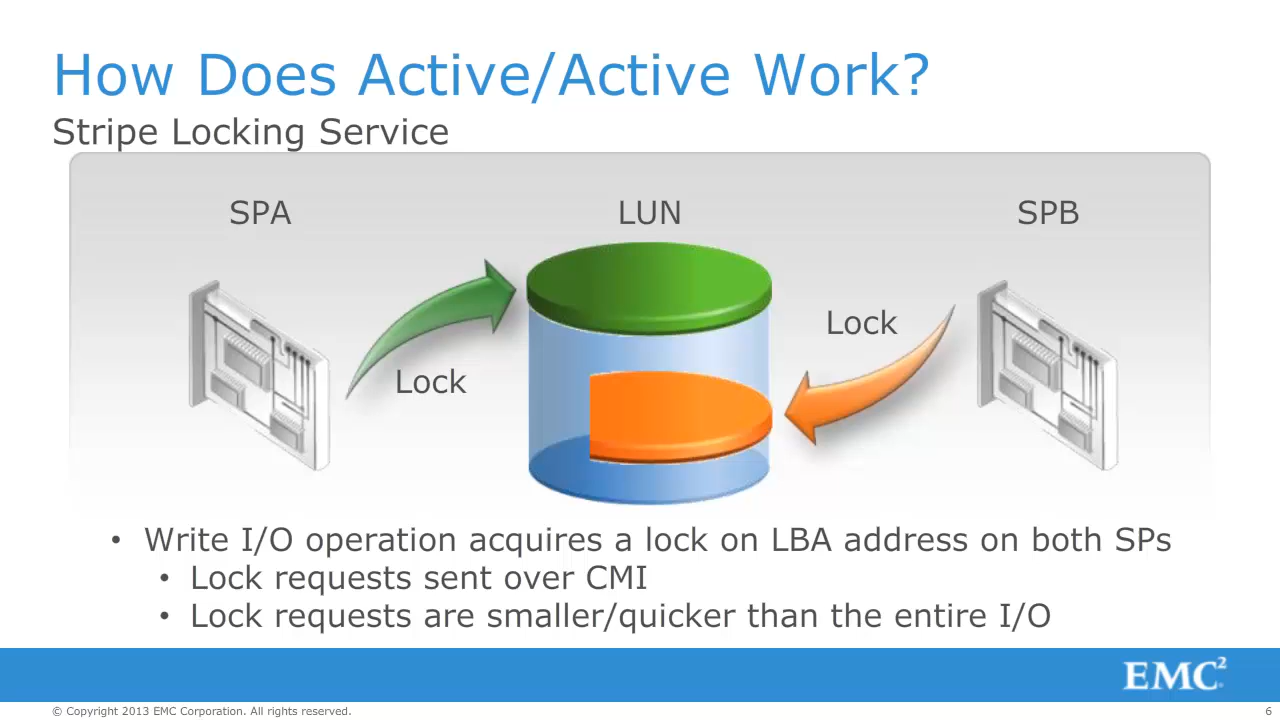 How Does Active/Active Work?
Stripe Locking Service
SPA
LUN
SPB
Lock
Lock
• Write I/O operation acquires a lock on LBA address on both SPs
• Lock requests sent over CMI
• Lock requests are smaller/quicker than the entire I/O
EMC²
© Copyright 2013 EMC Corporation. All rights reserved.
6